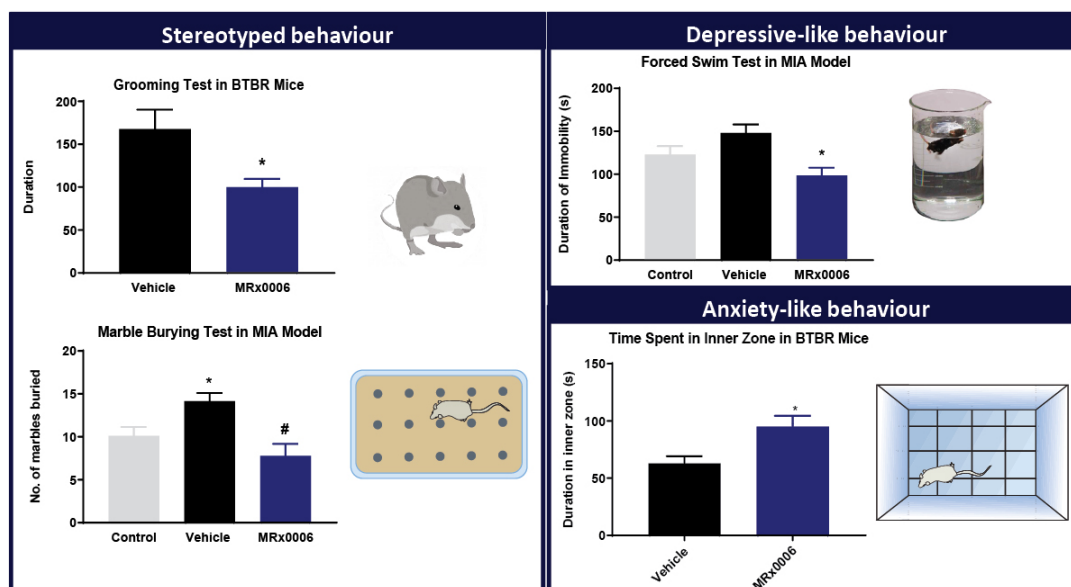 Stereotyped behaviour
Grooming Test in BTBR Mice
Duration
200
150
100
50
0
*
Vehicle
MRx0006
Marble Burying Test in MIA Model
No. of marbles buried
20
15
10
5
0
*
#
Control
Vehicle
MRx0006
Depressive-like behaviour
Forced Swim Test in MIA Model
Duration of Immobility (s)
200
150
100
50
0
*
Control
Vehicle
MRx0006
Anxiety-like behaviour
Time Spent in Inner Zone in BTBR Mice
Duration in inner zone (s)
150
100
50
0
*
Vehicle
MRx0006